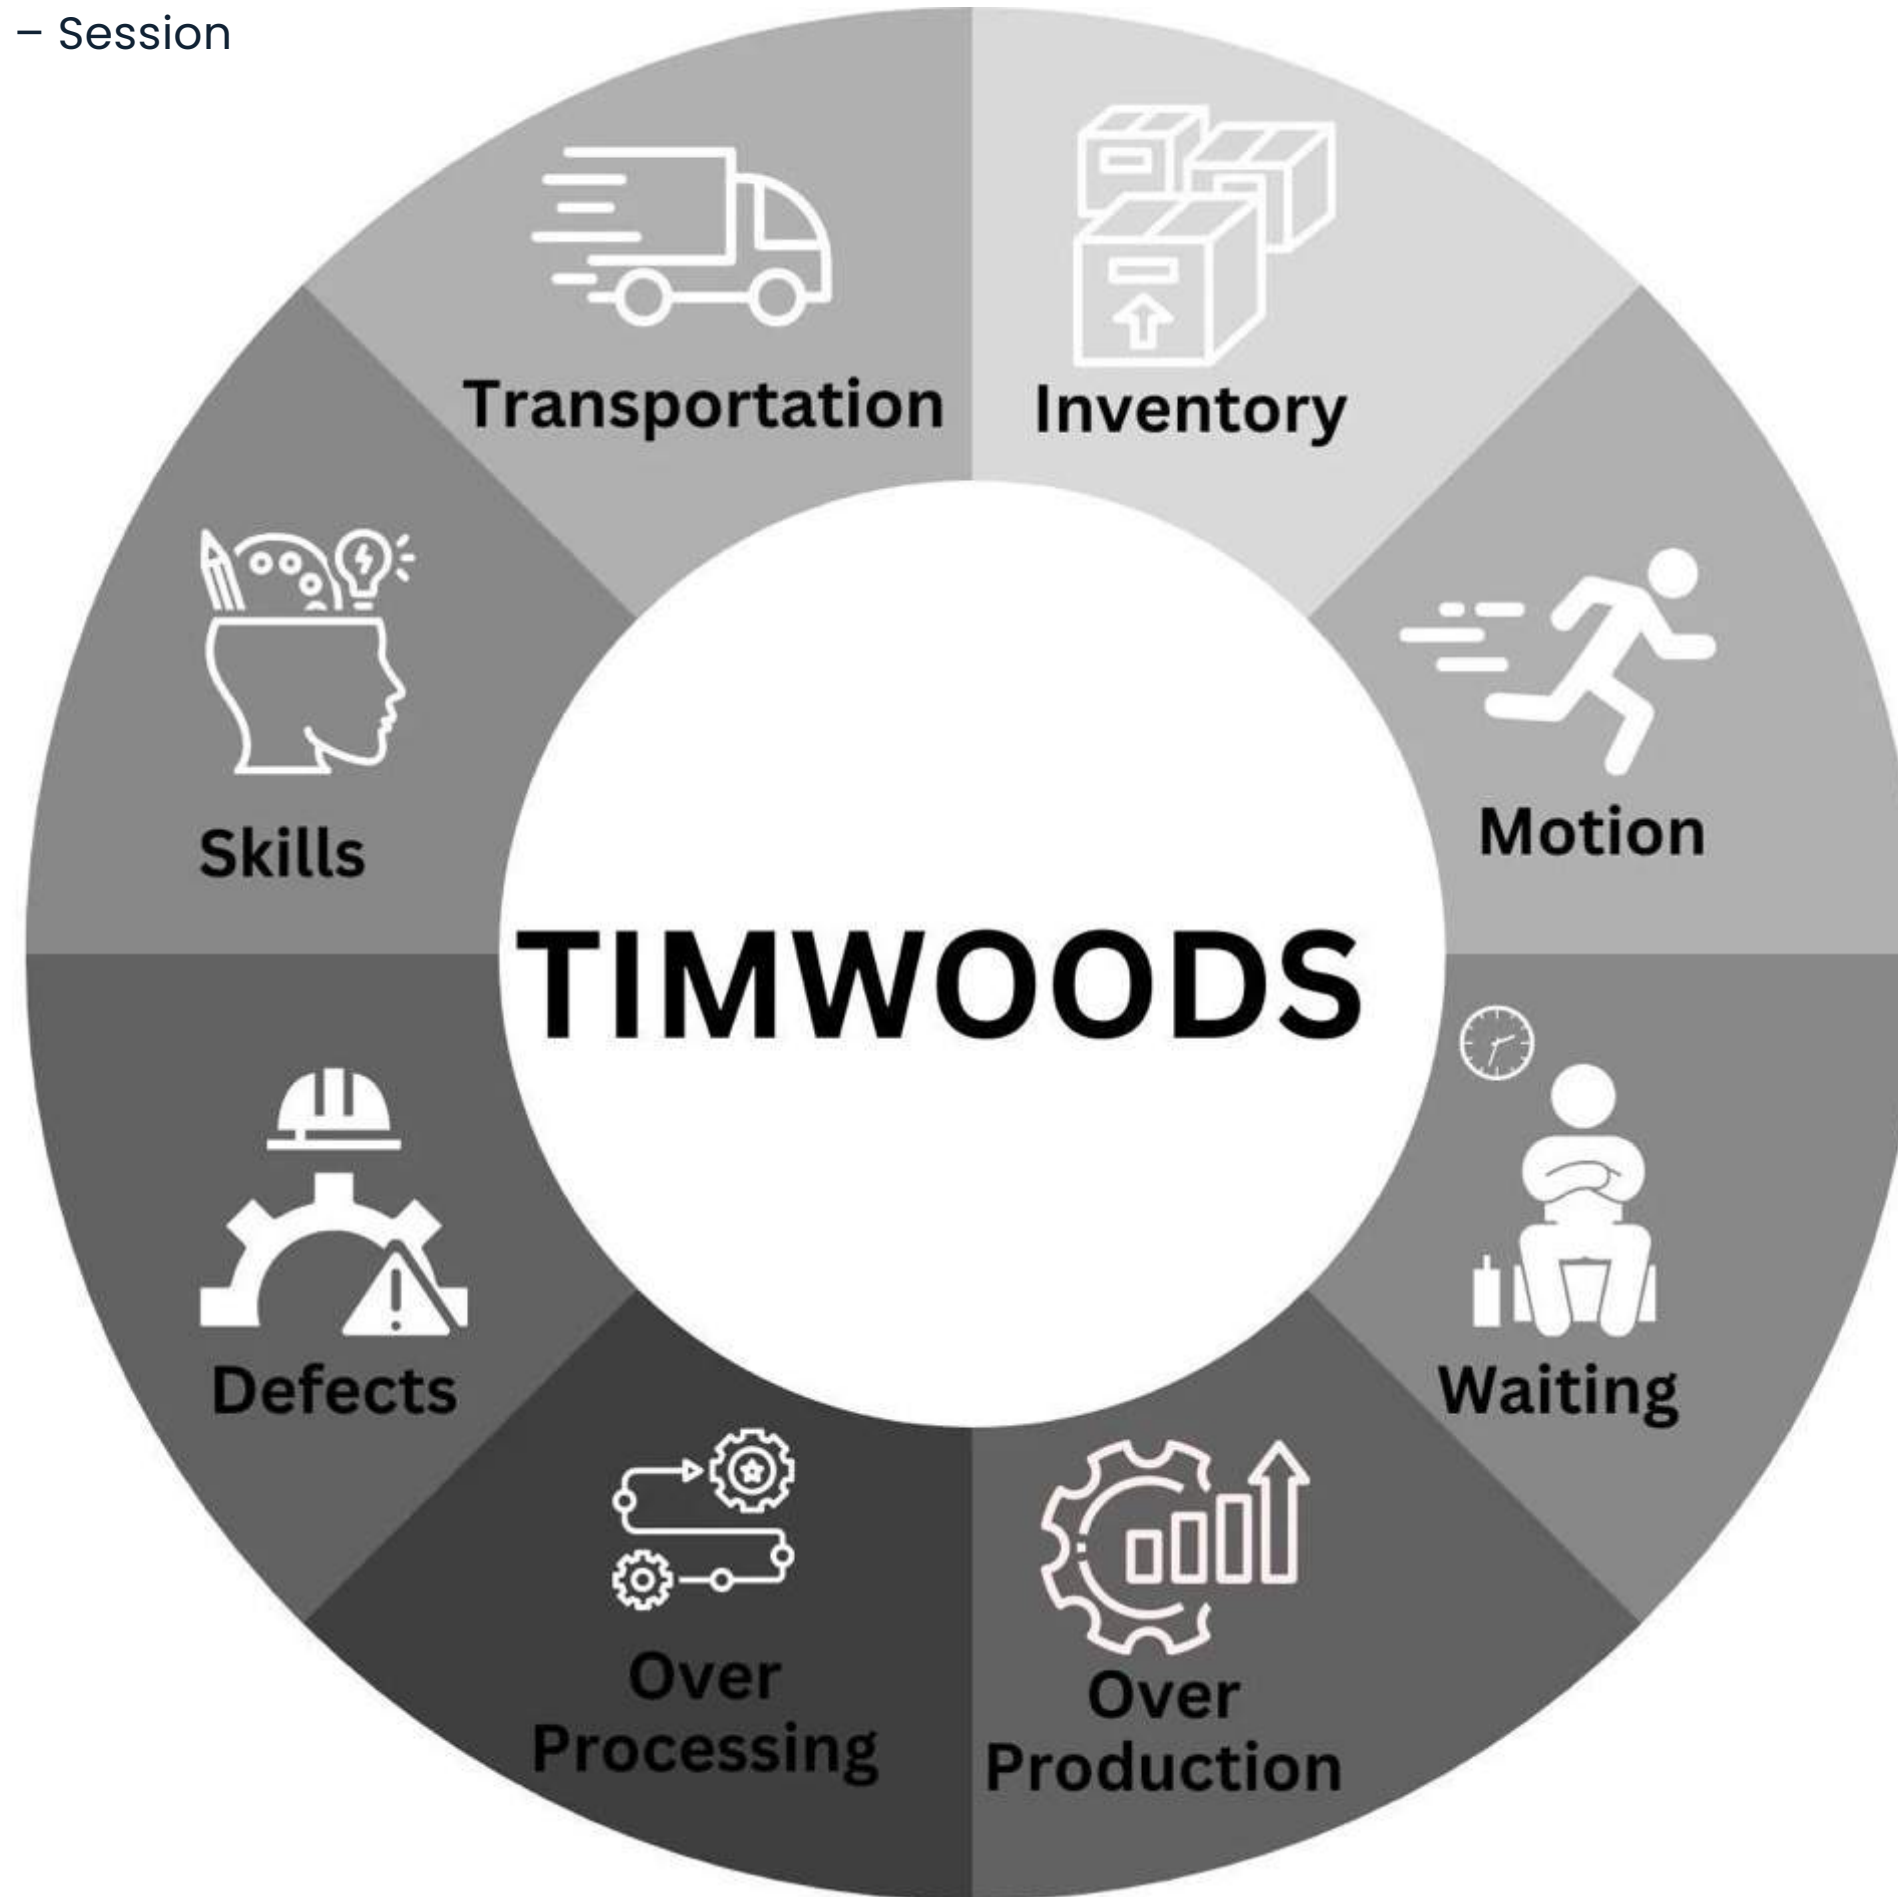 – Session
Transportation
Inventory
Motion
Waiting
Over
Production
Over
Processing
Defects
Skills
TIMWOODS